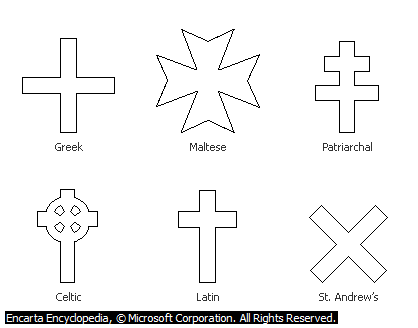 Greek
Maltese
Patriarchal
Celtic
Latin
St. Andrew's
Encarta Encyclopedia, © Microsoft Corporation. All Rights Reserved.